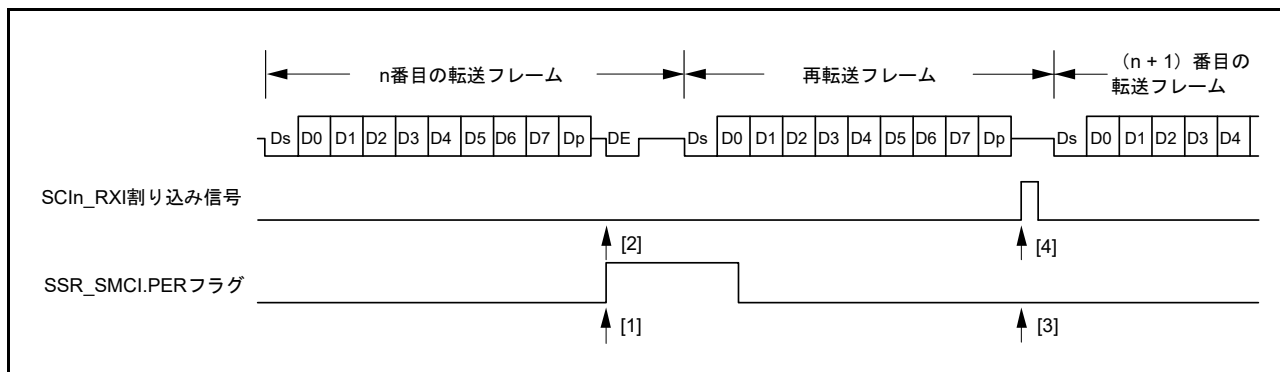 n番目の転送フレーム
再転送フレーム
（n + 1）番目の
転送フレーム
Ds D0 D1 D2 D3 D4 D5 D6 D7 Dp DE Ds D0 D1 D2 D3 D4 D5 D6 D7 Dp Ds D0 D1 D2 D3 D4
SCIn_RXI割り込み信号
[2] [4]
SSR_SMCI.PERフラグ
[1] [3]